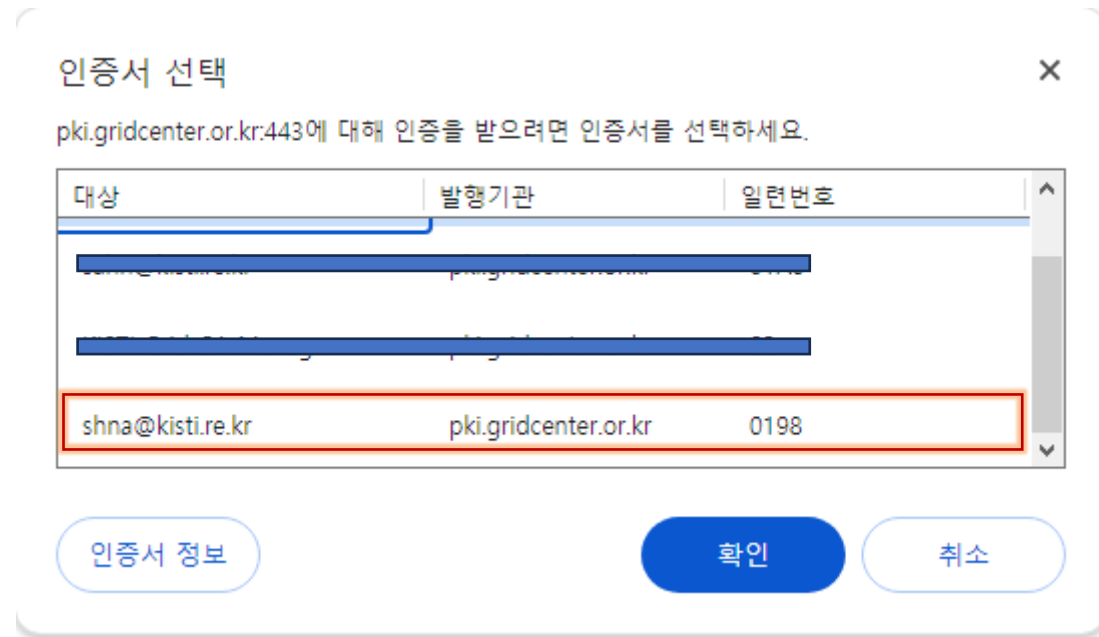 인증서 선택
pki.gridcenter.or.kr:443에 대해 인증을 받으려면 인증서를 선택하세요.
대상 발행기관 일련번호
shna@kisti.re.kr pki.gridcenter.or.kr 0198
인증서 정보 확인 취소